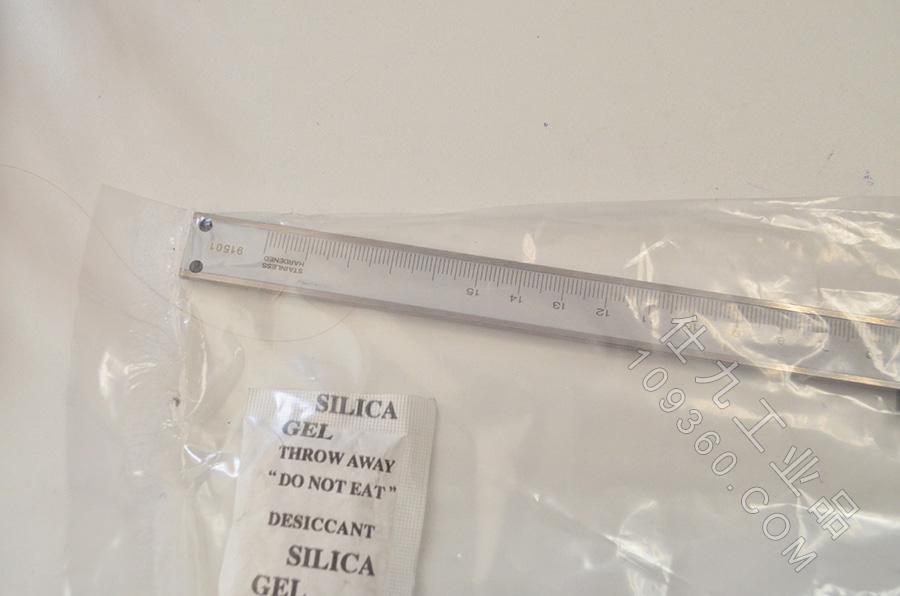 91501
STAINLESS
HARDENED
15 14 13 12
SILICA
GEL
THROW AWAY
“DO NOT EAT”
DESICCANT
SILICA
GEL
仕九工业品
109360.COM